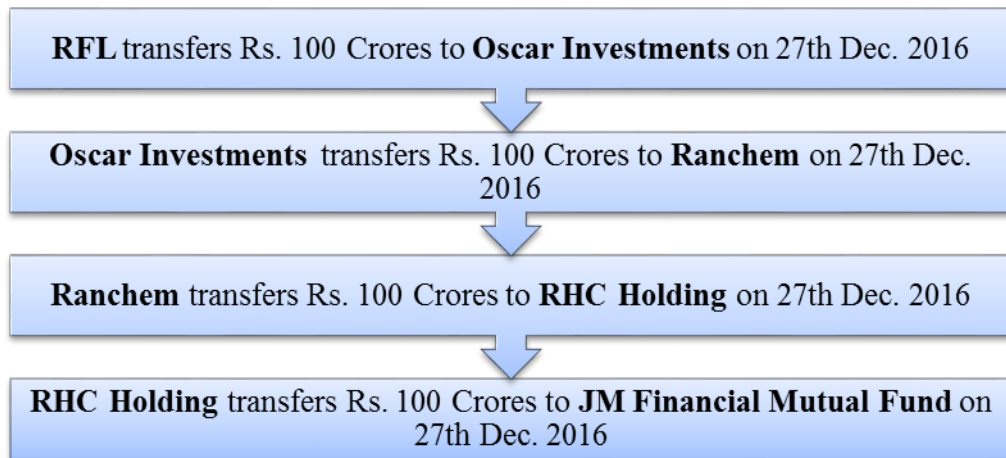 RFL transfers Rs. 100 Crores to Oscar Investments on 27th Dec. 2016
Oscar Investments transfers Rs. 100 Crores to Ranchem on 27th Dec.
2016
Ranchem transfers Rs. 100 Crores to RHC Holding on 27th Dec. 2016
RHC Holding transfers Rs. 100 Crores to JM Financial Mutual Fund on
27th Dec. 2016